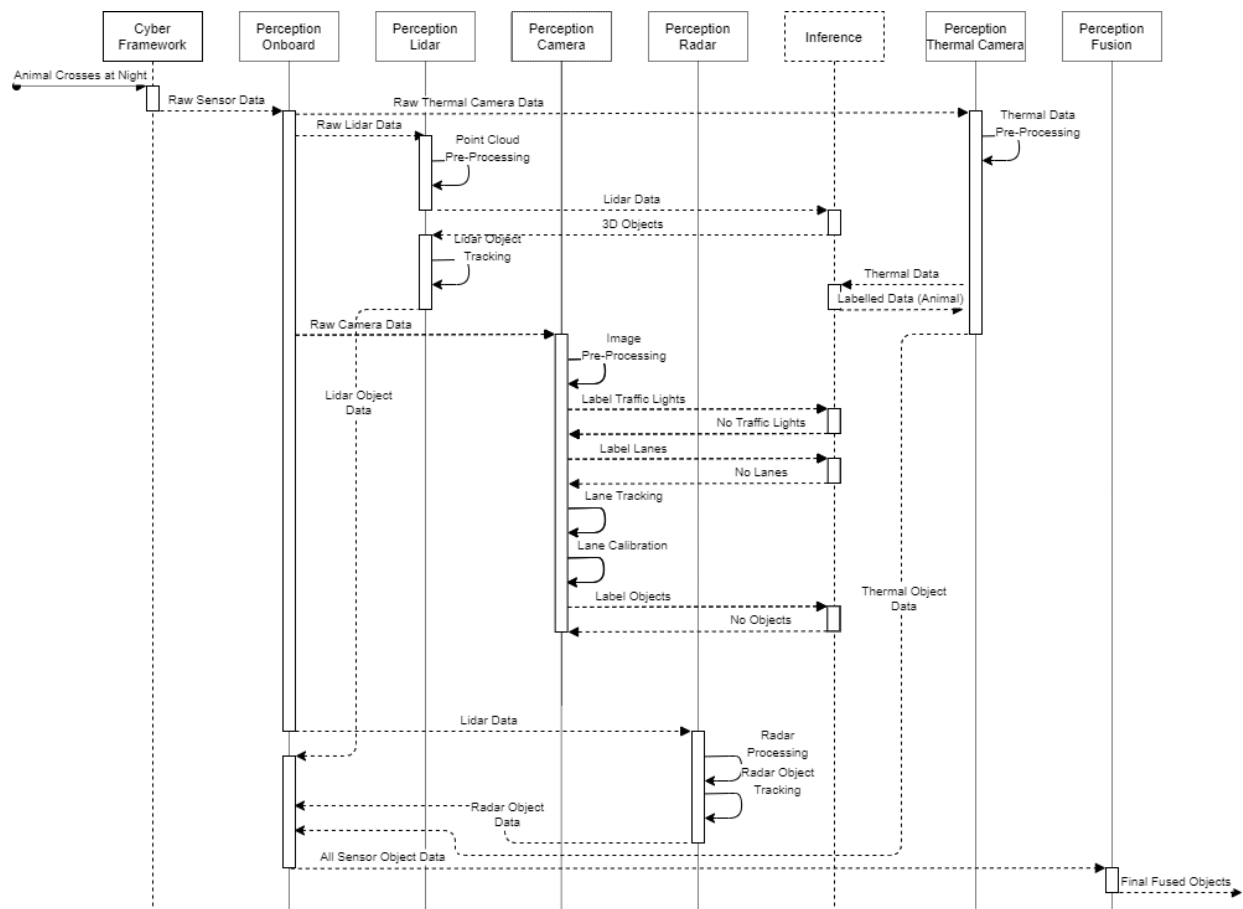 Cyber
Framework
Perception
Onboard
Perception
Lidar
Perception
Camera
Perception
Radar
Inference
Perception
Thermal Camera
Perception
Fusion
Animal Crosses at Night
Raw Sensor Data
Raw Thermal Camera Data
Thermal Data
Pre-Processing
Raw Lidar Data
Point Cloud
Pre-Processing
Lidar Data
3D Objects
Lidar Object
Tracking
Thermal Data
Labelled Data (Animal)
Raw Camera Data
Image
Pre-Processing
Lidar Object
Data
Label Traffic Lights
No Traffic Lights
Label Lanes
No Lanes
Lane Tracking
Lane Calibration
Label Objects
Thermal Object
Data
No Objects
Lidar Data
Radar
Processing
Radar Object
Tracking
Radar Object
Data
All Sensor Object Data
Final Fused Objects